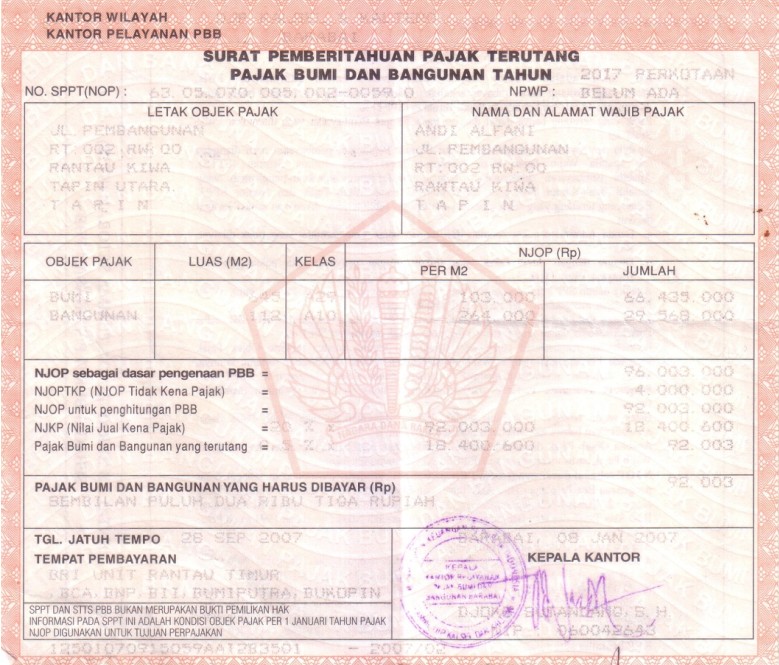 KANTOR WILAYAH
KANTOR PELAYANAN PBB
SURAT PEMBERITAHUAN PAJAK TERUTANG
PAJAK BUMI DAN BANGUNAN TAHUN 2017 PERKOTAAN
NO. SPPT(NOP) : 63.05.070.005.002-0059.0 NPWP : BELUM ADA
LETAK OBJEK PAJAK
JL. PEMBANGUNAN
RT:002 RW:00
RANTAU KIWA
TAPIN UTARA.
T A P I N
NAMA DAN ALAMAT WAJIB PAJAK
ANDI ALFANI
JL. PEMBANGUNAN
RT:002 RW:00
RANTAU KIWA
T A P I N
OBJEK PAJAK LUAS (M2) KELAS NJOP (Rp)
PER M2 JUMLAH
BUMI 645 A29 103.000 66.435.000
BANGUNAN 112 A10 264.000 29.568.000
NJOP sebagai dasar pengenaan PBB = 96.003.000
NJOPTKP (NJOP Tidak Kena Pajak) = 4.000.000
NJOP untuk penghitungan PBB = 92.003.000
NJKP (Nilai Jual Kena Pajak) = 20 % x 92.003.000 18.400.600
Pajak Bumi dan Bangunan yang terutang = ,5 % x 18.400.600 92.003
PAJAK BUMI DAN BANGUNAN YANG HARUS DIBAYAR (Rp) 92.003
SEMBILAN PULUH DUA RIBU TIGA RUPIAH
TGL. JATUH TEMPO 28 SEP 2007
TEMPAT PEMBAYARAN
BRI UNIT RANTAU TIMUR
BCA,BNP,BII,BUMIPUTRA,BUKOPIN
BARABAI, 08 JAN 2007
KEPALA KANTOR
KEPALA
KANTOR PELAYANAN
PAJAK BUMI DAN
BANGUNAN BARABAI
S.H.
NIP 060042643
SPPT DAN STTS PBB BUKAN MERUPAKAN BUKTI PEMILIKAN HAK
INFORMASI PADA SPPT INI ADALAH KONDISI OBJEK PAJAK PER 1 JANUARI TAHUN PAJAK
NJOP DIGUNAKAN UNTUK TUJUAN PERPAJAKAN
- 2007/02